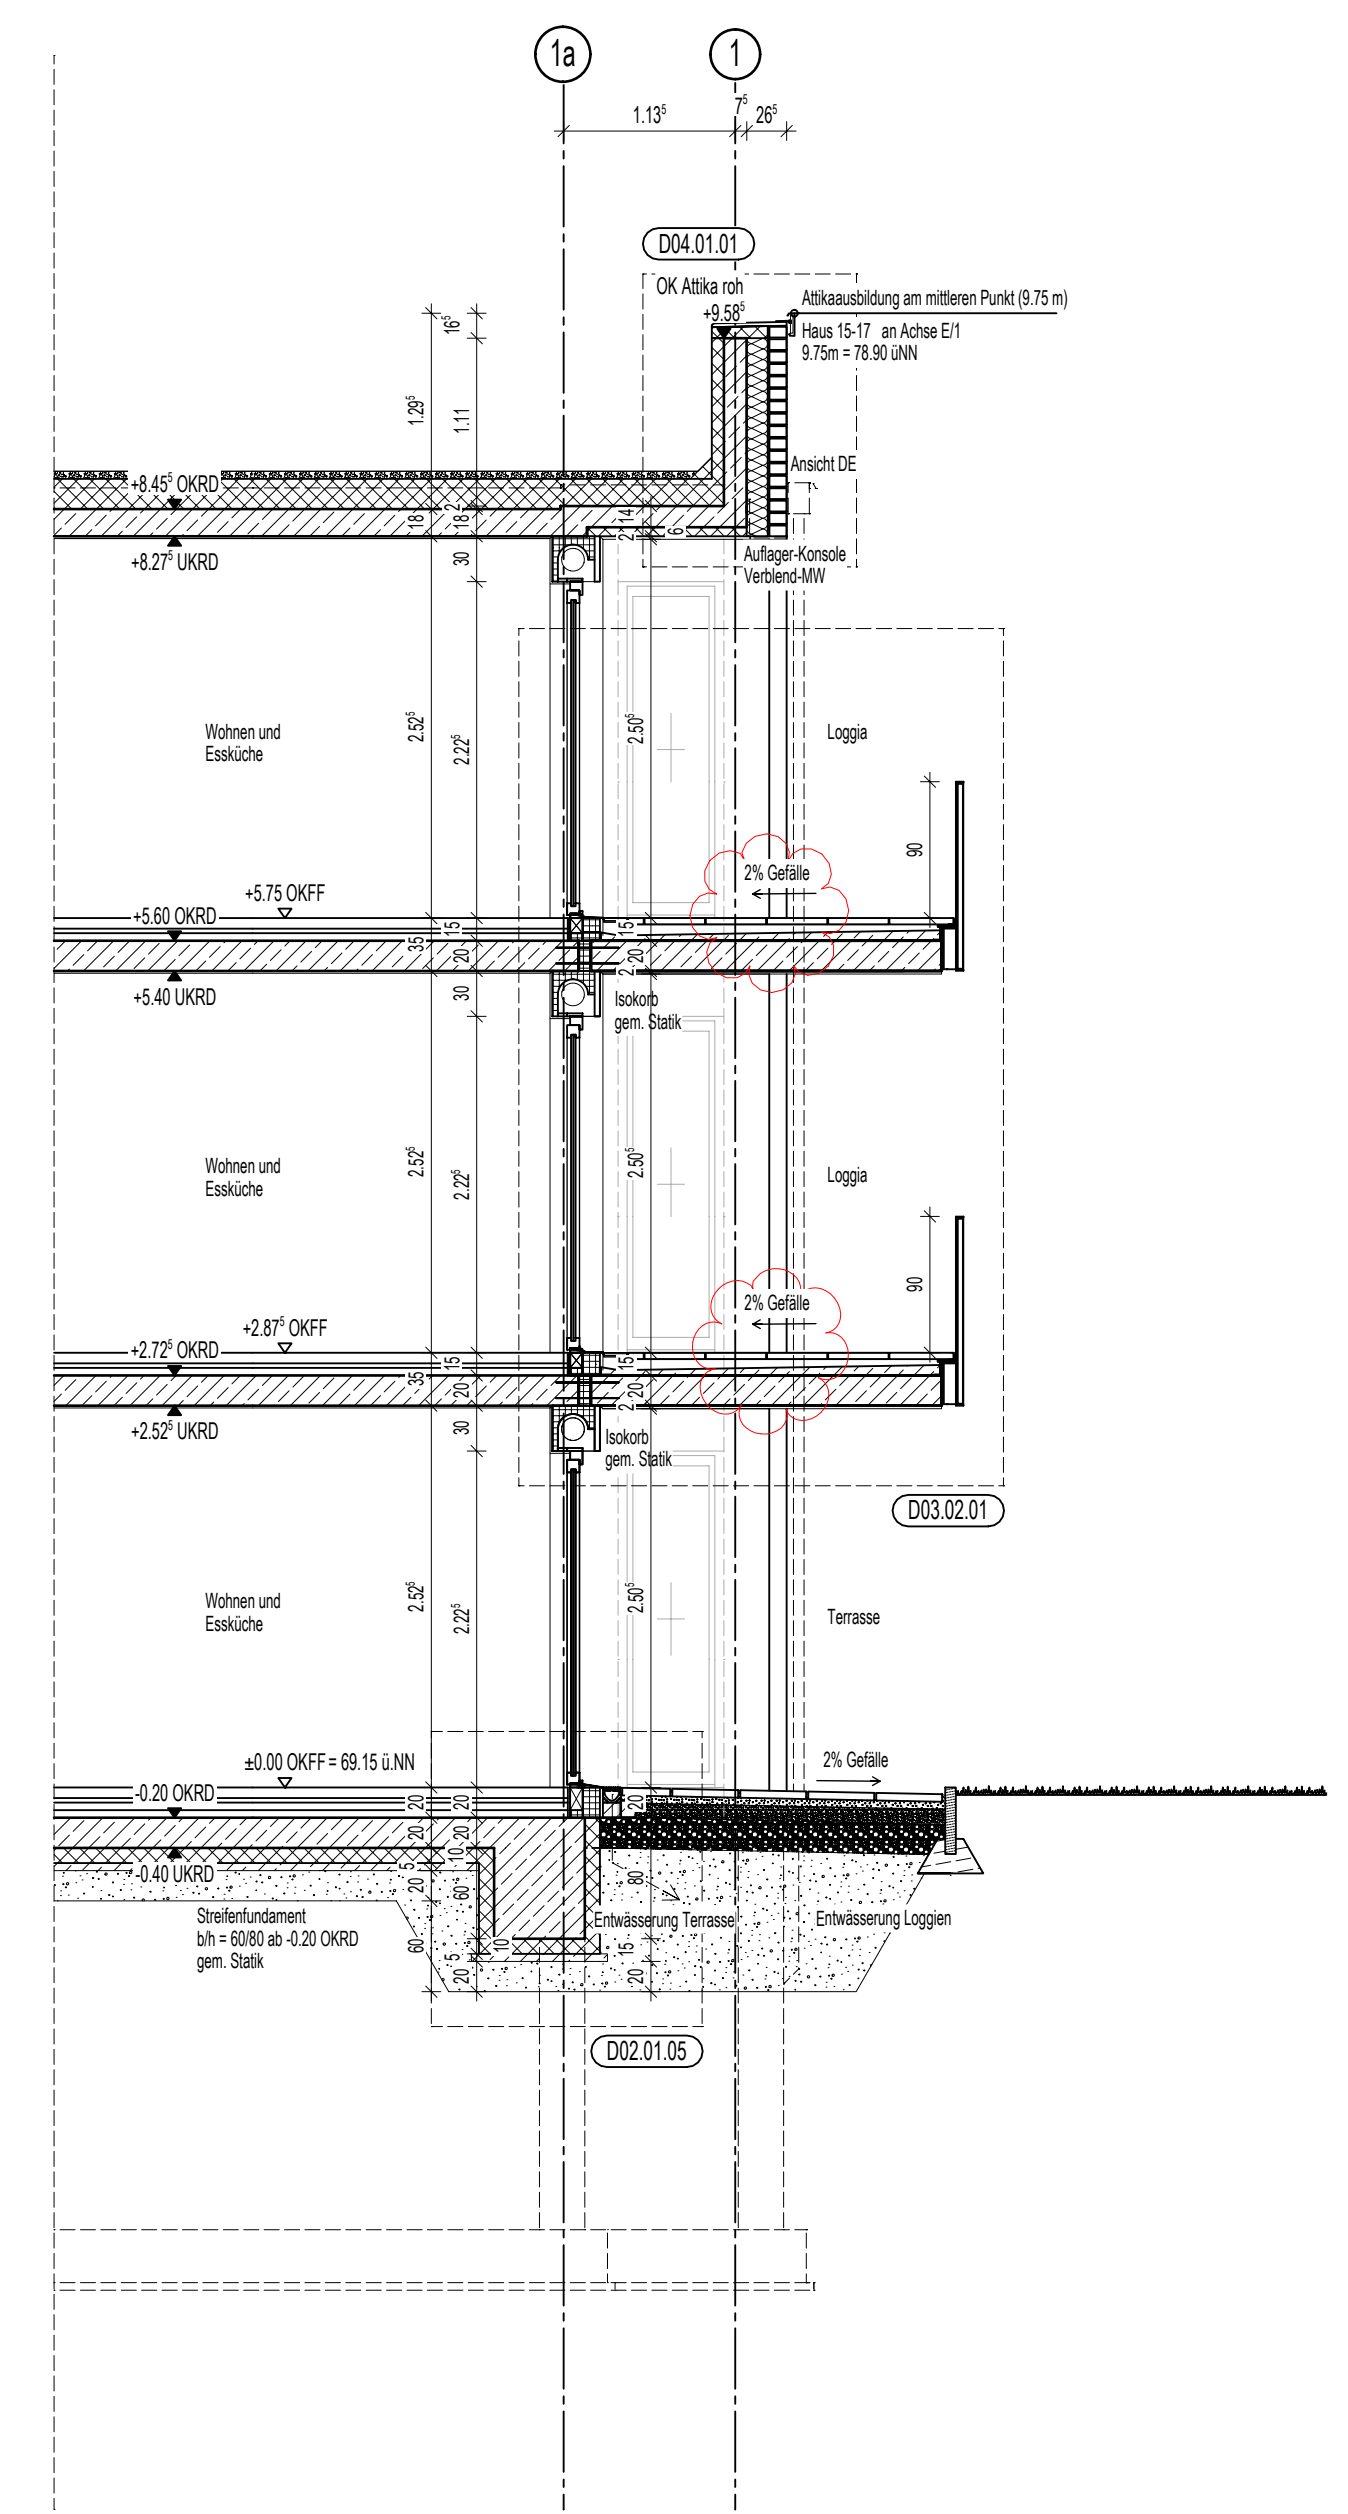 1a
1
1.13⁵
7⁵
26⁵
D04.01.01
OK Attika roh
+9.58⁵
Attikaausbildung am mittleren Punkt (9.75 m)
Haus 15-17 an Achse E/1
9.75m = 78.90 üNN
16⁵
1.29⁵
1.11
Ansicht DE
+8.45⁵ OKRD
2
18
18
14
2
6
+8.27⁵ UKRD
30
Auflager-Konsole
Verblend-MW
Wohnen und
Essküche
2.52⁵
2.22⁵
2.50⁵
Loggia
90
2% Gefälle
+5.75 OKFF
+5.60 OKRD
15
15
35
20
20
2
+5.40 UKRD
30
Isokorb
gem. Statik
Wohnen und
Essküche
2.52⁵
2.22⁵
2.50⁵
Loggia
90
2% Gefälle
+2.87⁵ OKFF
+2.72⁵ OKRD
15
15
35
20
20
2
+2.52⁵ UKRD
30
Isokorb
gem. Statik
D03.02.01
Wohnen und
Essküche
2.52⁵
2.22⁵
2.50⁵
Terrasse
2% Gefälle
±0.00 OKFF = 69.15 ü.NN
-0.20 OKRD
20
20
20
20
20
10
5
-0.40 UKRD
20
60
80
Streifenfundament
b/h = 60/80 ab -0.20 OKRD
gem. Statik
Entwässerung Terrasse
Entwässerung Loggien
60
10
5
15
20
20
D02.01.05